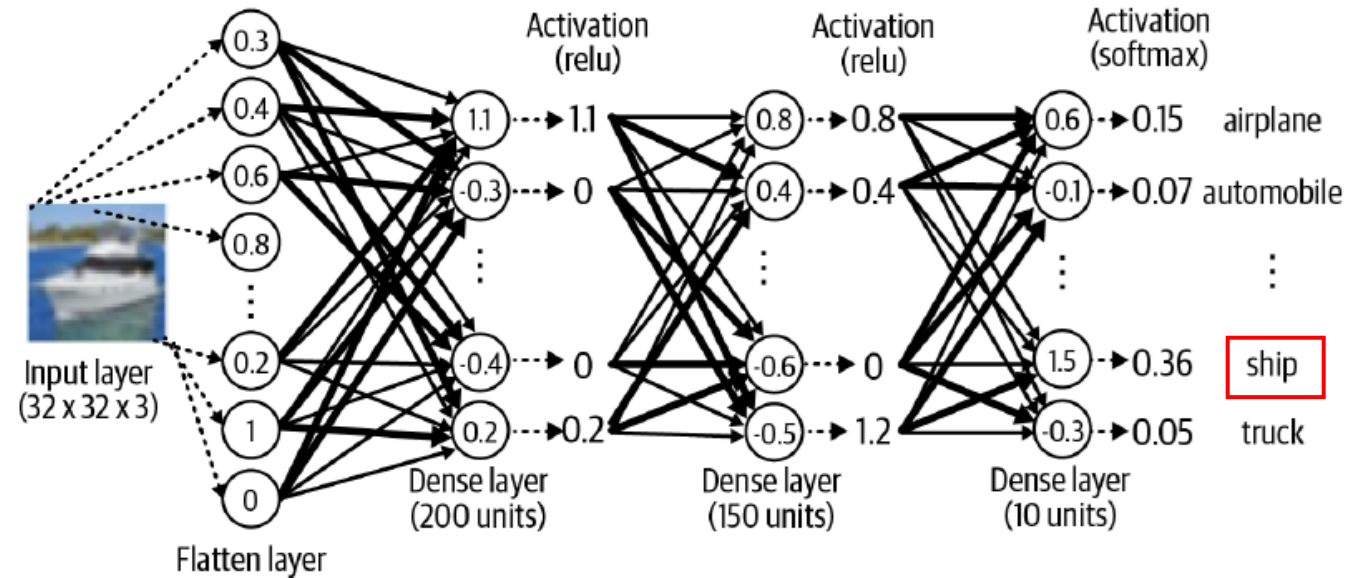 0.3
0.4
0.6
0.8
⋮
0.2
1
0
Input layer
(32 x 32 x 3)
Flatten layer
1.1
-0.3
⋮
-0.4
0.2
Dense layer
(200 units)
Activation
(relu)
1.1
0
0
0.2
0.8
0.4
⋮
-0.6
-0.5
Dense layer
(150 units)
Activation
(relu)
0.8
0.4
0
1.2
0.6
-0.1
⋮
1.5
-0.3
Dense layer
(10 units)
Activation
(softmax)
0.15 airplane
0.07 automobile
⋮
0.36 ship
0.05 truck